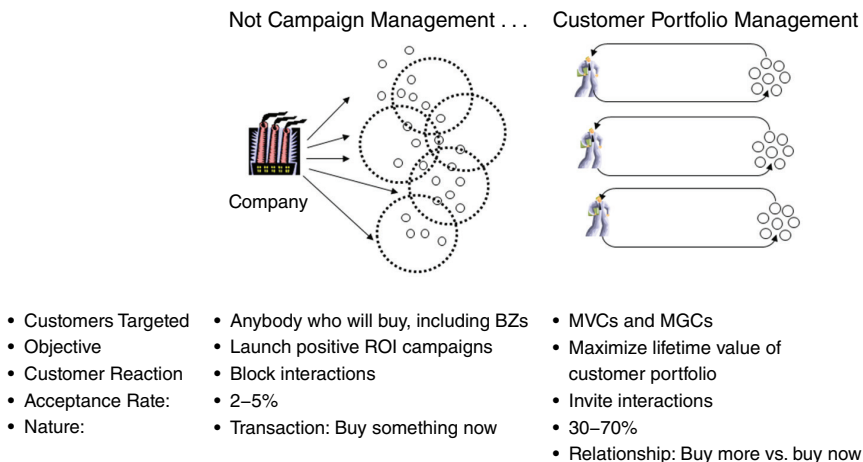 Not Campaign Management . . .
Customer Portfolio Management
Company
• Customers Targeted
• Objective
• Customer Reaction
• Acceptance Rate:
• Nature:
• Anybody who will buy, including BZs
• Launch positive ROI campaigns
• Block interactions
• 2–5%
• Transaction: Buy something now
• MVCs and MGCs
• Maximize lifetime value of
customer portfolio
• Invite interactions
• 30–70%
• Relationship: Buy more vs. buy now